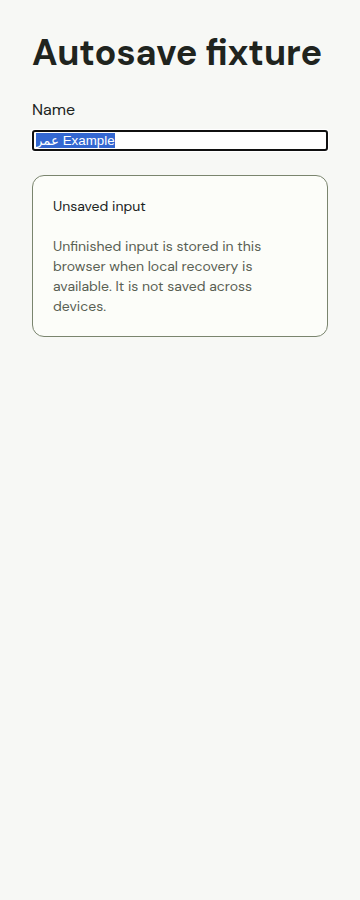 Autosave fixture
Name
عمر Example
Unsaved input
Unfinished input is stored in this
browser when local recovery is
available. It is not saved across
devices.